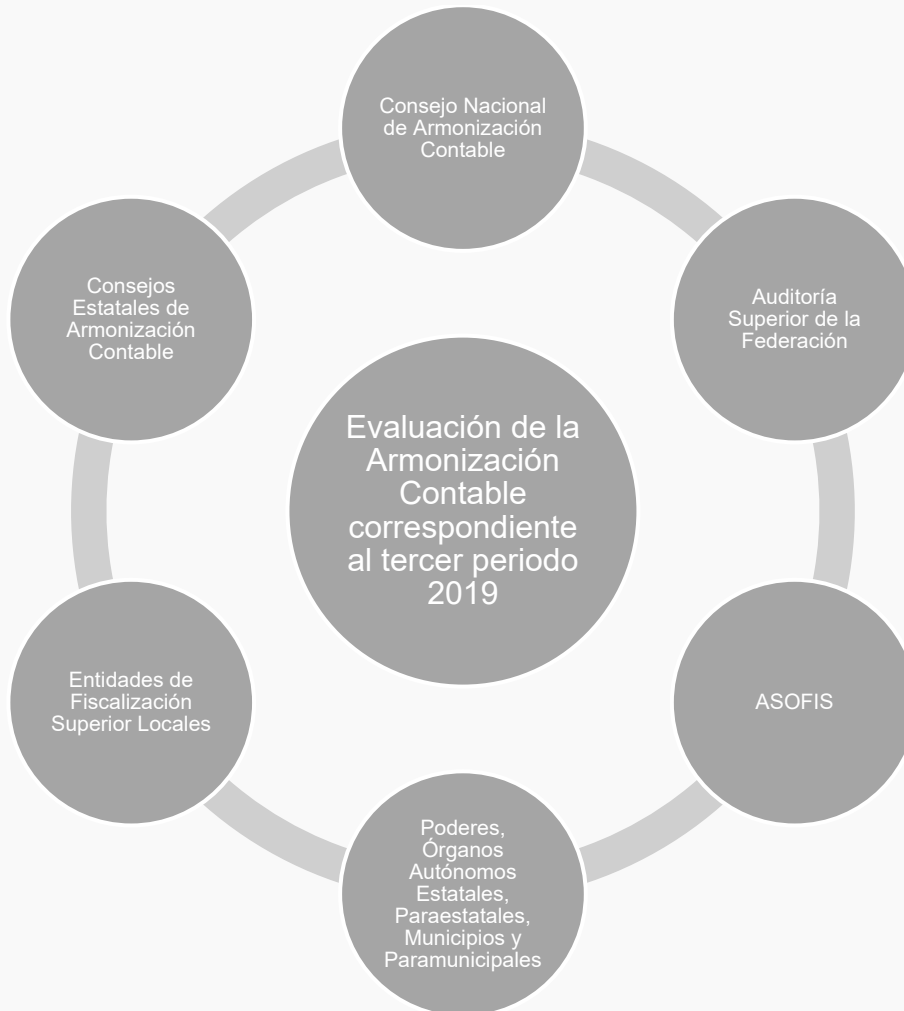 Consejo Nacional
de Armonización
Contable
Auditoría
Superior de la
Federación
ASOFIS
Poderes,
Órganos
Autónomos
Estatales,
Paraestatales,
Municipios y
Paramunicipales
Entidades de
Fiscalización
Superior Locales
Consejos
Estatales de
Armonización
Contable
Evaluación de la
Armonización
Contable
correspondiente
al tercer periodo
2019